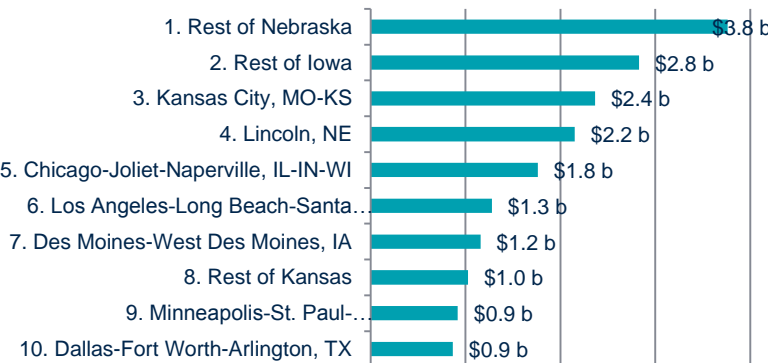 1. Rest of Nebraska $3.8 b
2. Rest of Iowa $2.8 b
3. Kansas City, MO-KS $2.4 b
4. Lincoln, NE $2.2 b
5. Chicago-Joliet-Naperville, IL-IN-WI $1.8 b
6. Los Angeles-Long Beach-Santa… $1.3 b
7. Des Moines-West Des Moines, IA $1.2 b
8. Rest of Kansas $1.0 b
9. Minneapolis-St. Paul-… $0.9 b
10. Dallas-Fort Worth-Arlington, TX $0.9 b